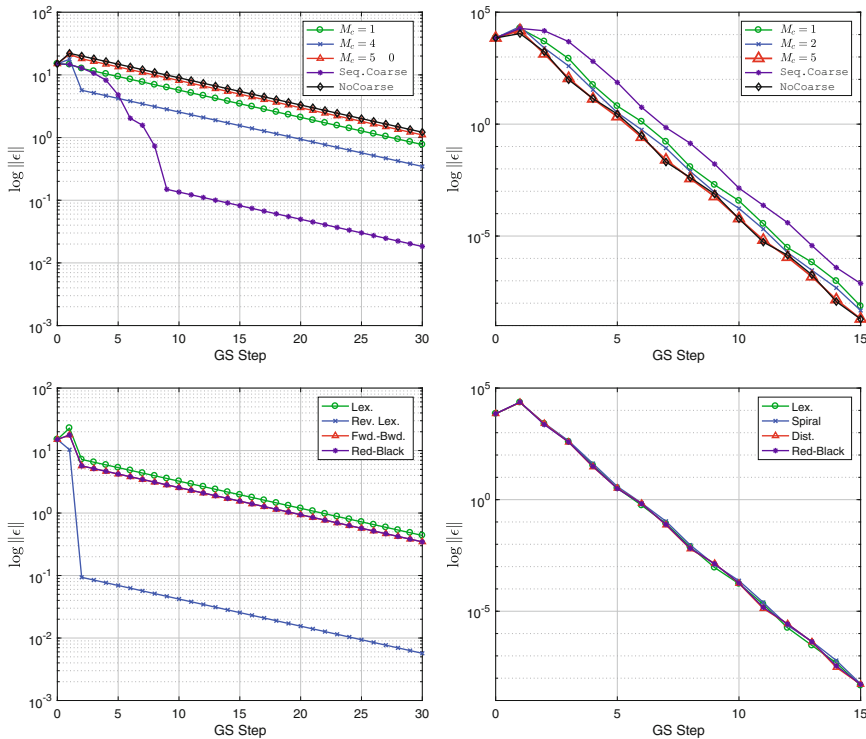 10^2
10^1
10^0
10^-1
10^-2
10^-3
log ||ϵ||
0 5 10 15 20 25 30
GS Step
M_c = 1
M_c = 4
M_c = 5 0
Seq.Coarse
NoCoarse
10^5
10^0
10^-5
log ||ϵ||
0 5 10 15
GS Step
M_c = 1
M_c = 2
M_c = 5
Seq.Coarse
NoCoarse
10^2
10^1
10^0
10^-1
10^-2
10^-3
log ||ϵ||
0 5 10 15 20 25 30
GS Step
Lex.
Rev. Lex.
Fwd.-Bwd.
Red-Black
10^5
10^0
10^-5
log ||ϵ||
0 5 10 15
GS Step
Lex.
Spiral
Dist.
Red-Black